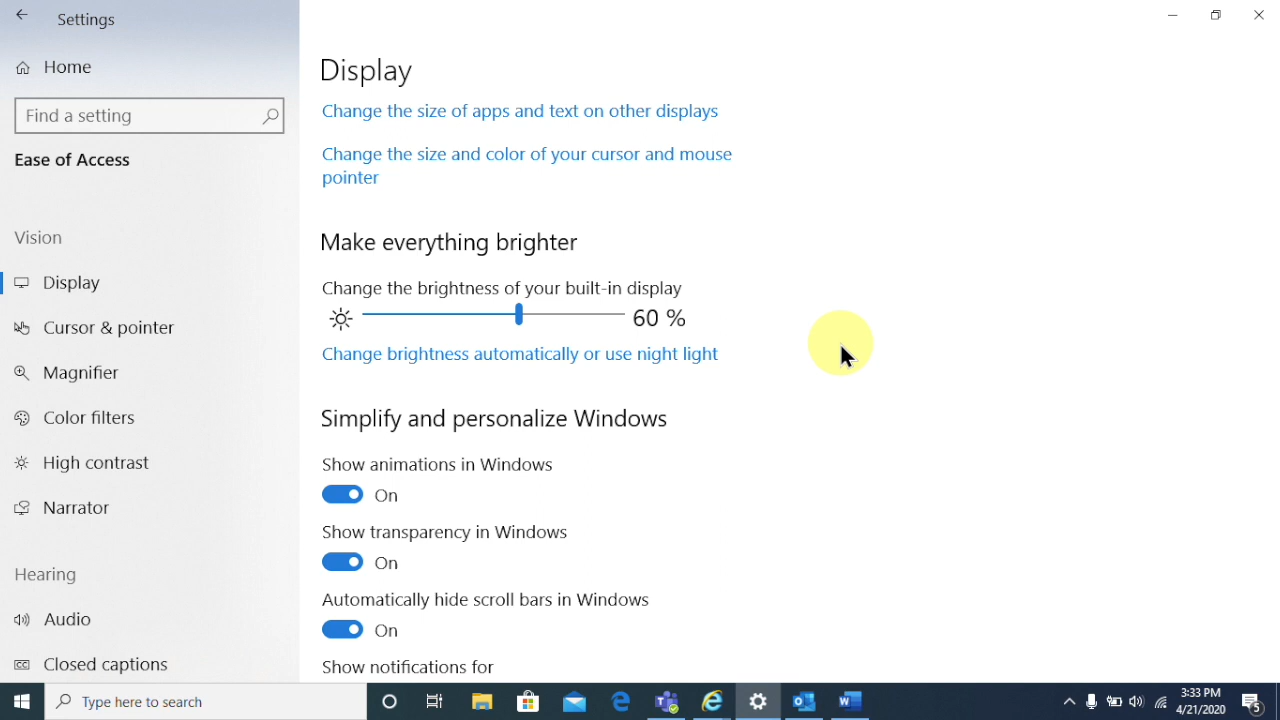 Settings
Home
Find a setting
Ease of Access
Vision
Display
Cursor & pointer
Magnifier
Color filters
High contrast
Narrator
Hearing
Audio
Closed captions
Display
Change the size of apps and text on other displays
Change the size and color of your cursor and mouse
pointer
Make everything brighter
Change the brightness of your built-in display
60 %
Change brightness automatically or use night light
Simplify and personalize Windows
Show animations in Windows
On
Show transparency in Windows
On
Automatically hide scroll bars in Windows
On
Show notifications for
Type here to search
3:33 PM
4/21/2020
5